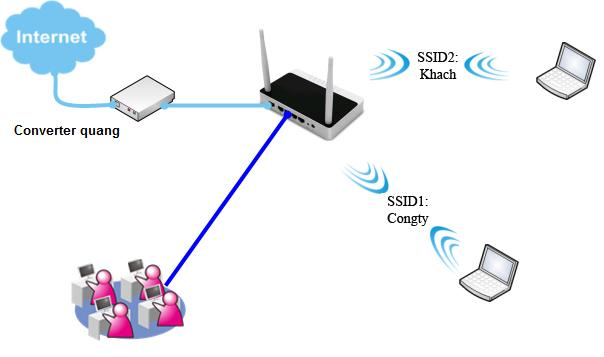 Internet
Converter quang
SSID2:
Khach
SSID1:
Congty